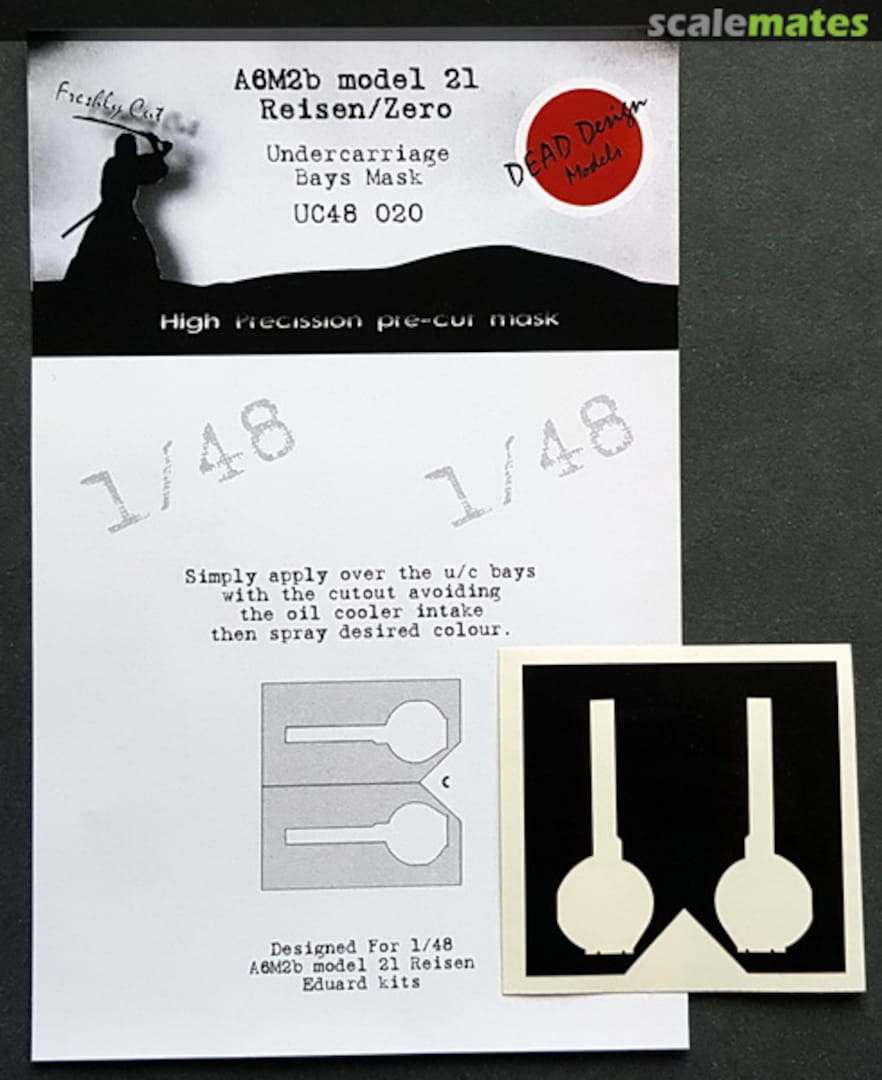 scalemates
Freshly Cut
A6M2b model 21
Reisen/Zero
Undercarriage
Bays Mask
UC48 020
DEAD Design
Models
High Precission pre-cut mask
1/48
1/48
Simply apply over the u/c bays
with the cutout avoiding
the oil cooler intake
then spray desired colour.
Designed For 1/48
A6M2b model 21 Reisen
Eduard kits